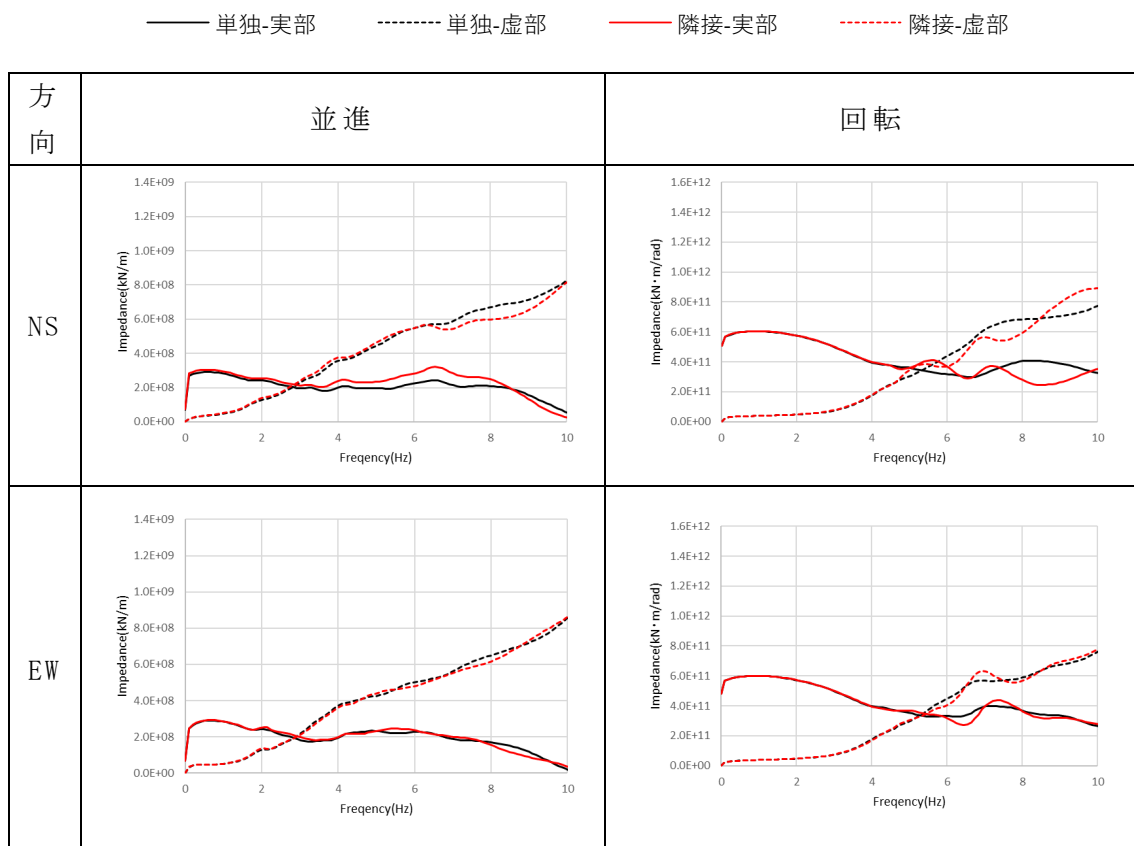 単独-実部 単独-虚部 隣接-実部 隣接-虚部
方向 並進 回転
NS
Impedance(kN/m)
1.4E+09
1.2E+09
1.0E+09
8.0E+08
6.0E+08
4.0E+08
2.0E+08
0.0E+00
0 2 4 6 8 10
Freqency(Hz)
Impedance(kN・m/rad)
1.6E+12
1.4E+12
1.2E+12
1.0E+12
8.0E+11
6.0E+11
4.0E+11
2.0E+11
0.0E+00
0 2 4 6 8 10
Freqency(Hz)
EW
Impedance(kN/m)
1.4E+09
1.2E+09
1.0E+09
8.0E+08
6.0E+08
4.0E+08
2.0E+08
0.0E+00
0 2 4 6 8 10
Freqency(Hz)
Impedance(kN・m/rad)
1.6E+12
1.4E+12
1.2E+12
1.0E+12
8.0E+11
6.0E+11
4.0E+11
2.0E+11
0.0E+00
0 2 4 6 8 10
Freqency(Hz)